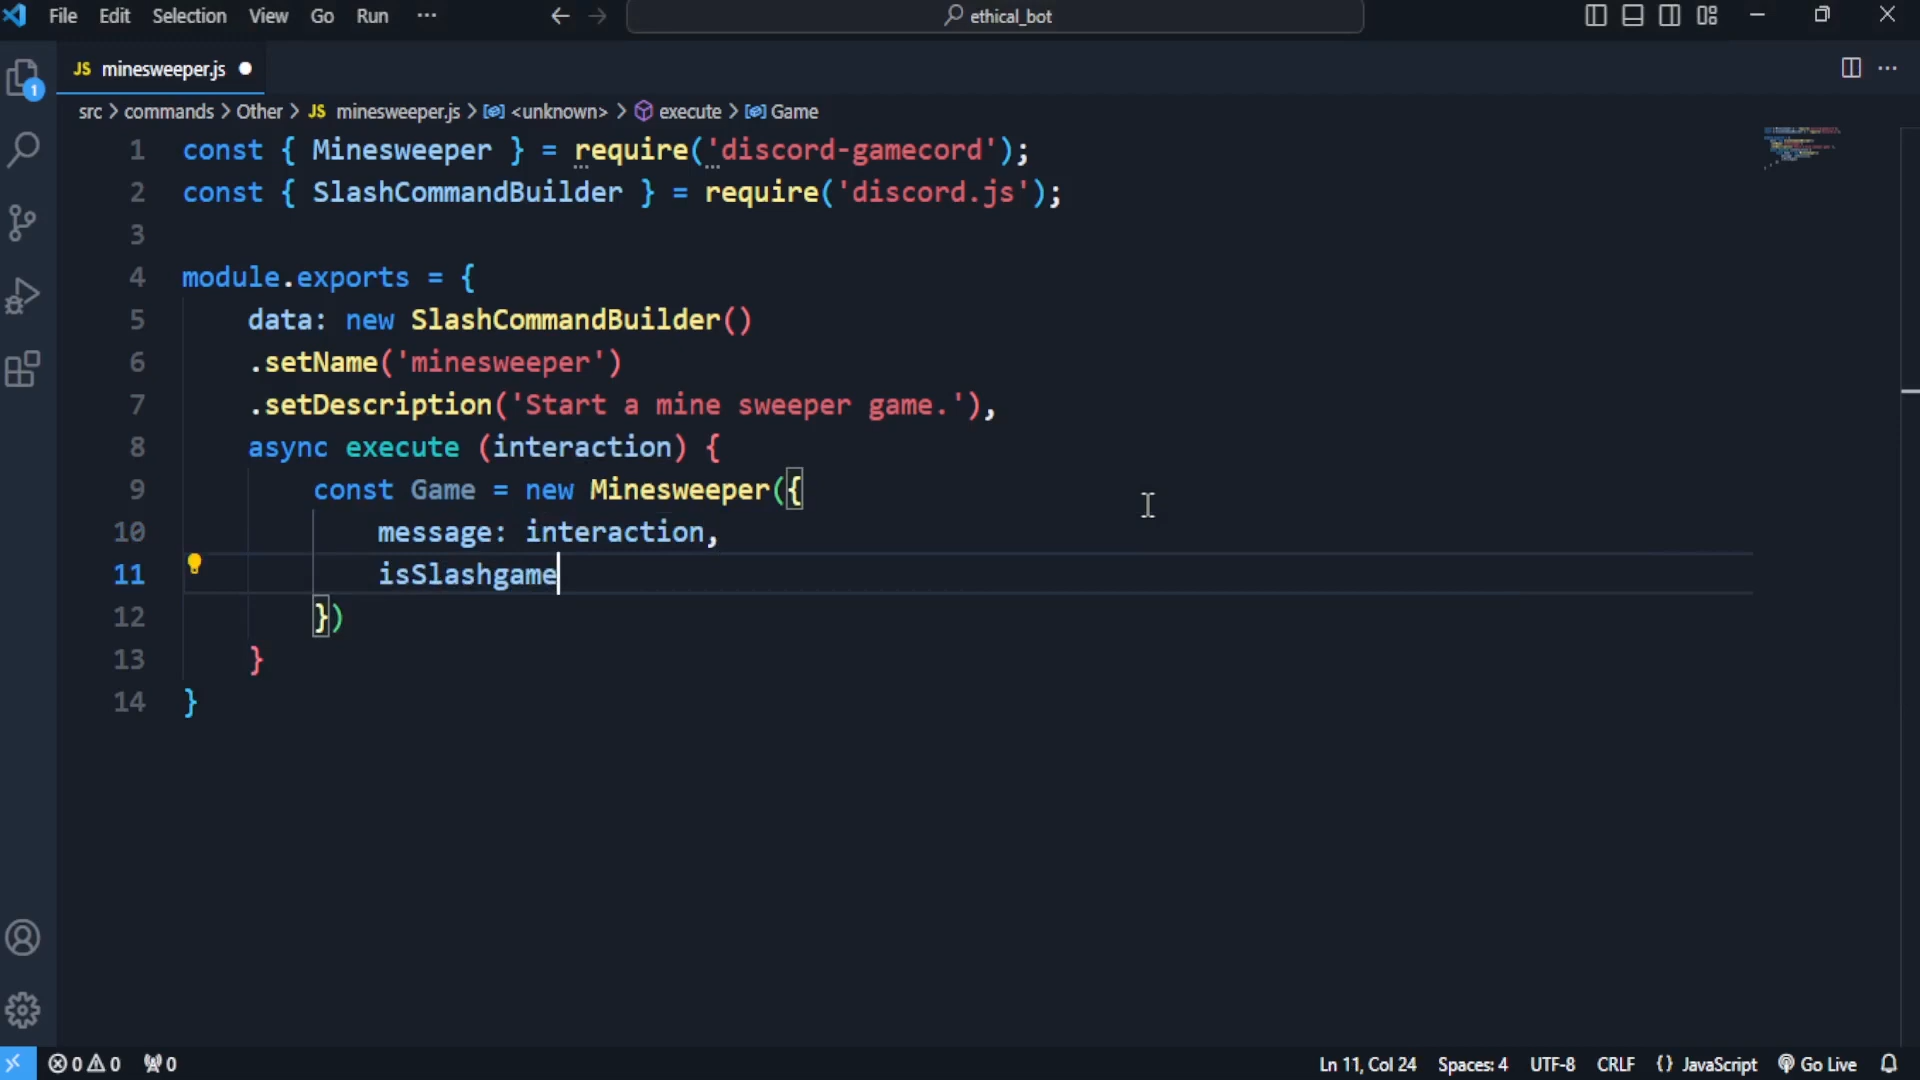 File Edit Selection View Go Run ···
ethical_bot
1
JS minesweeper.js
src > commands > Other > JS minesweeper.js > <unknown> > execute > Game
1 const { Minesweeper } = require('discord-gamecord');
2 const { SlashCommandBuilder } = require('discord.js');
3
4 module.exports = {
5 data: new SlashCommandBuilder()
6 .setName('minesweeper')
7 .setDescription('Start a mine sweeper game.'),
8 async execute (interaction) {
9 const Game = new Minesweeper({
10 message: interaction,
11 isSlashgame
12 })
13 }
14 }
0 0 0 Ln 11, Col 24 Spaces: 4 UTF-8 CRLF {} JavaScript Go Live